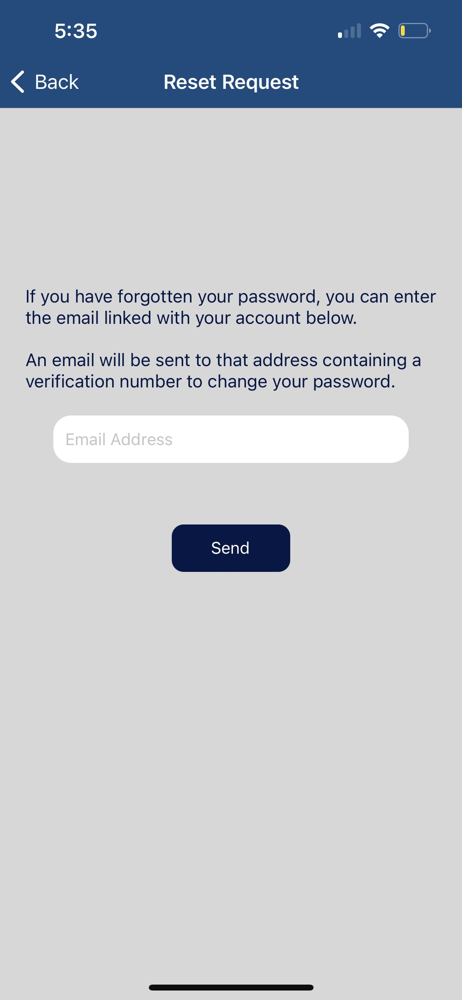 5:35
Back
Reset Request
If you have forgotten your password, you can enter
the email linked with your account below.
An email will be sent to that address containing a
verification number to change your password.
Email Address
Send